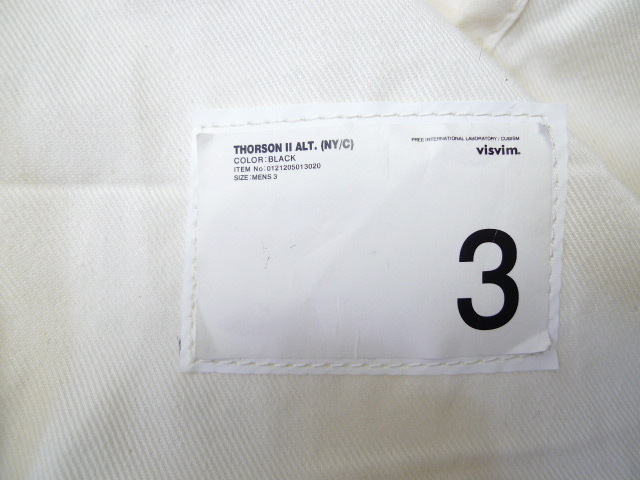 THORSON II ALT. (NY/C)
COLOR: BLACK
ITEM No: 0121205013020
SIZE: MENS 3
FREE INTERNATIONAL LABORATORY / CUBISM
visvim.
3